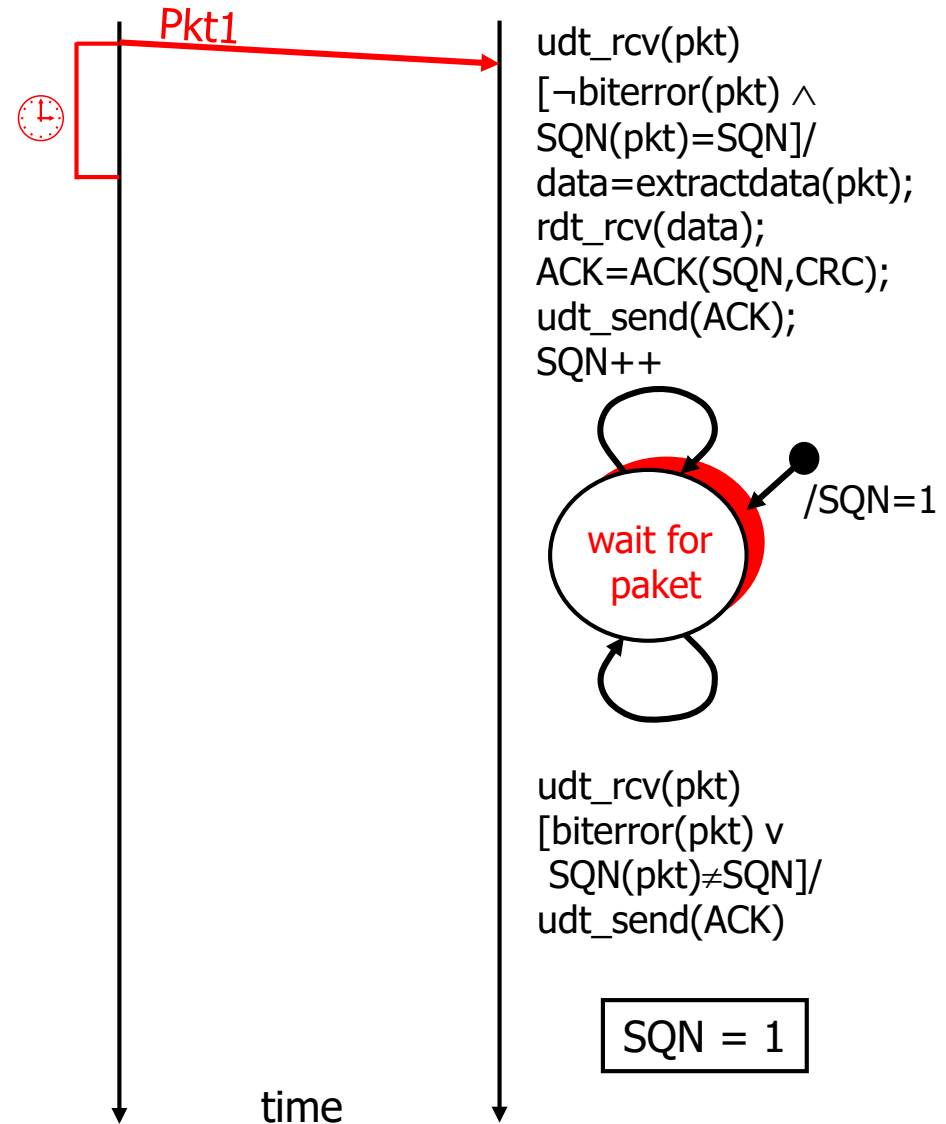 Pkt1
udt_rcv(pkt)
[¬biterror(pkt) ∧
SQN(pkt)=SQN]/
data=extractdata(pkt);
rdt_rcv(data);
ACK=ACK(SQN,CRC);
udt_send(ACK);
SQN++
/SQN=1
wait for
paket
udt_rcv(pkt)
[biterror(pkt) v
SQN(pkt)≠SQN]/
udt_send(ACK)
SQN = 1
time